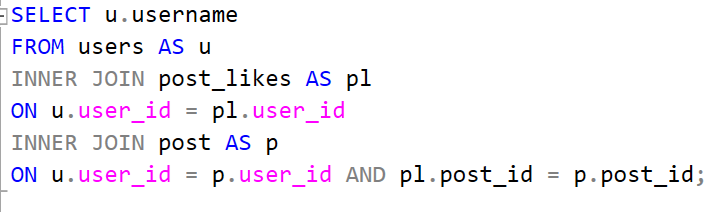 SELECT u.username
FROM users AS u
INNER JOIN post_likes AS pl
ON u.user_id = pl.user_id
INNER JOIN post AS p
ON u.user_id = p.user_id AND pl.post_id = p.post_id;